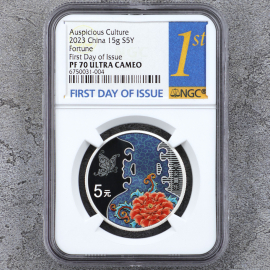 Auspicious Culture
2023 China 15g S5Y
Fortune
First Day of Issue
PF 70 ULTRA CAMEO
6750031-004
1st
NGC
FIRST DAY OF ISSUE
5元